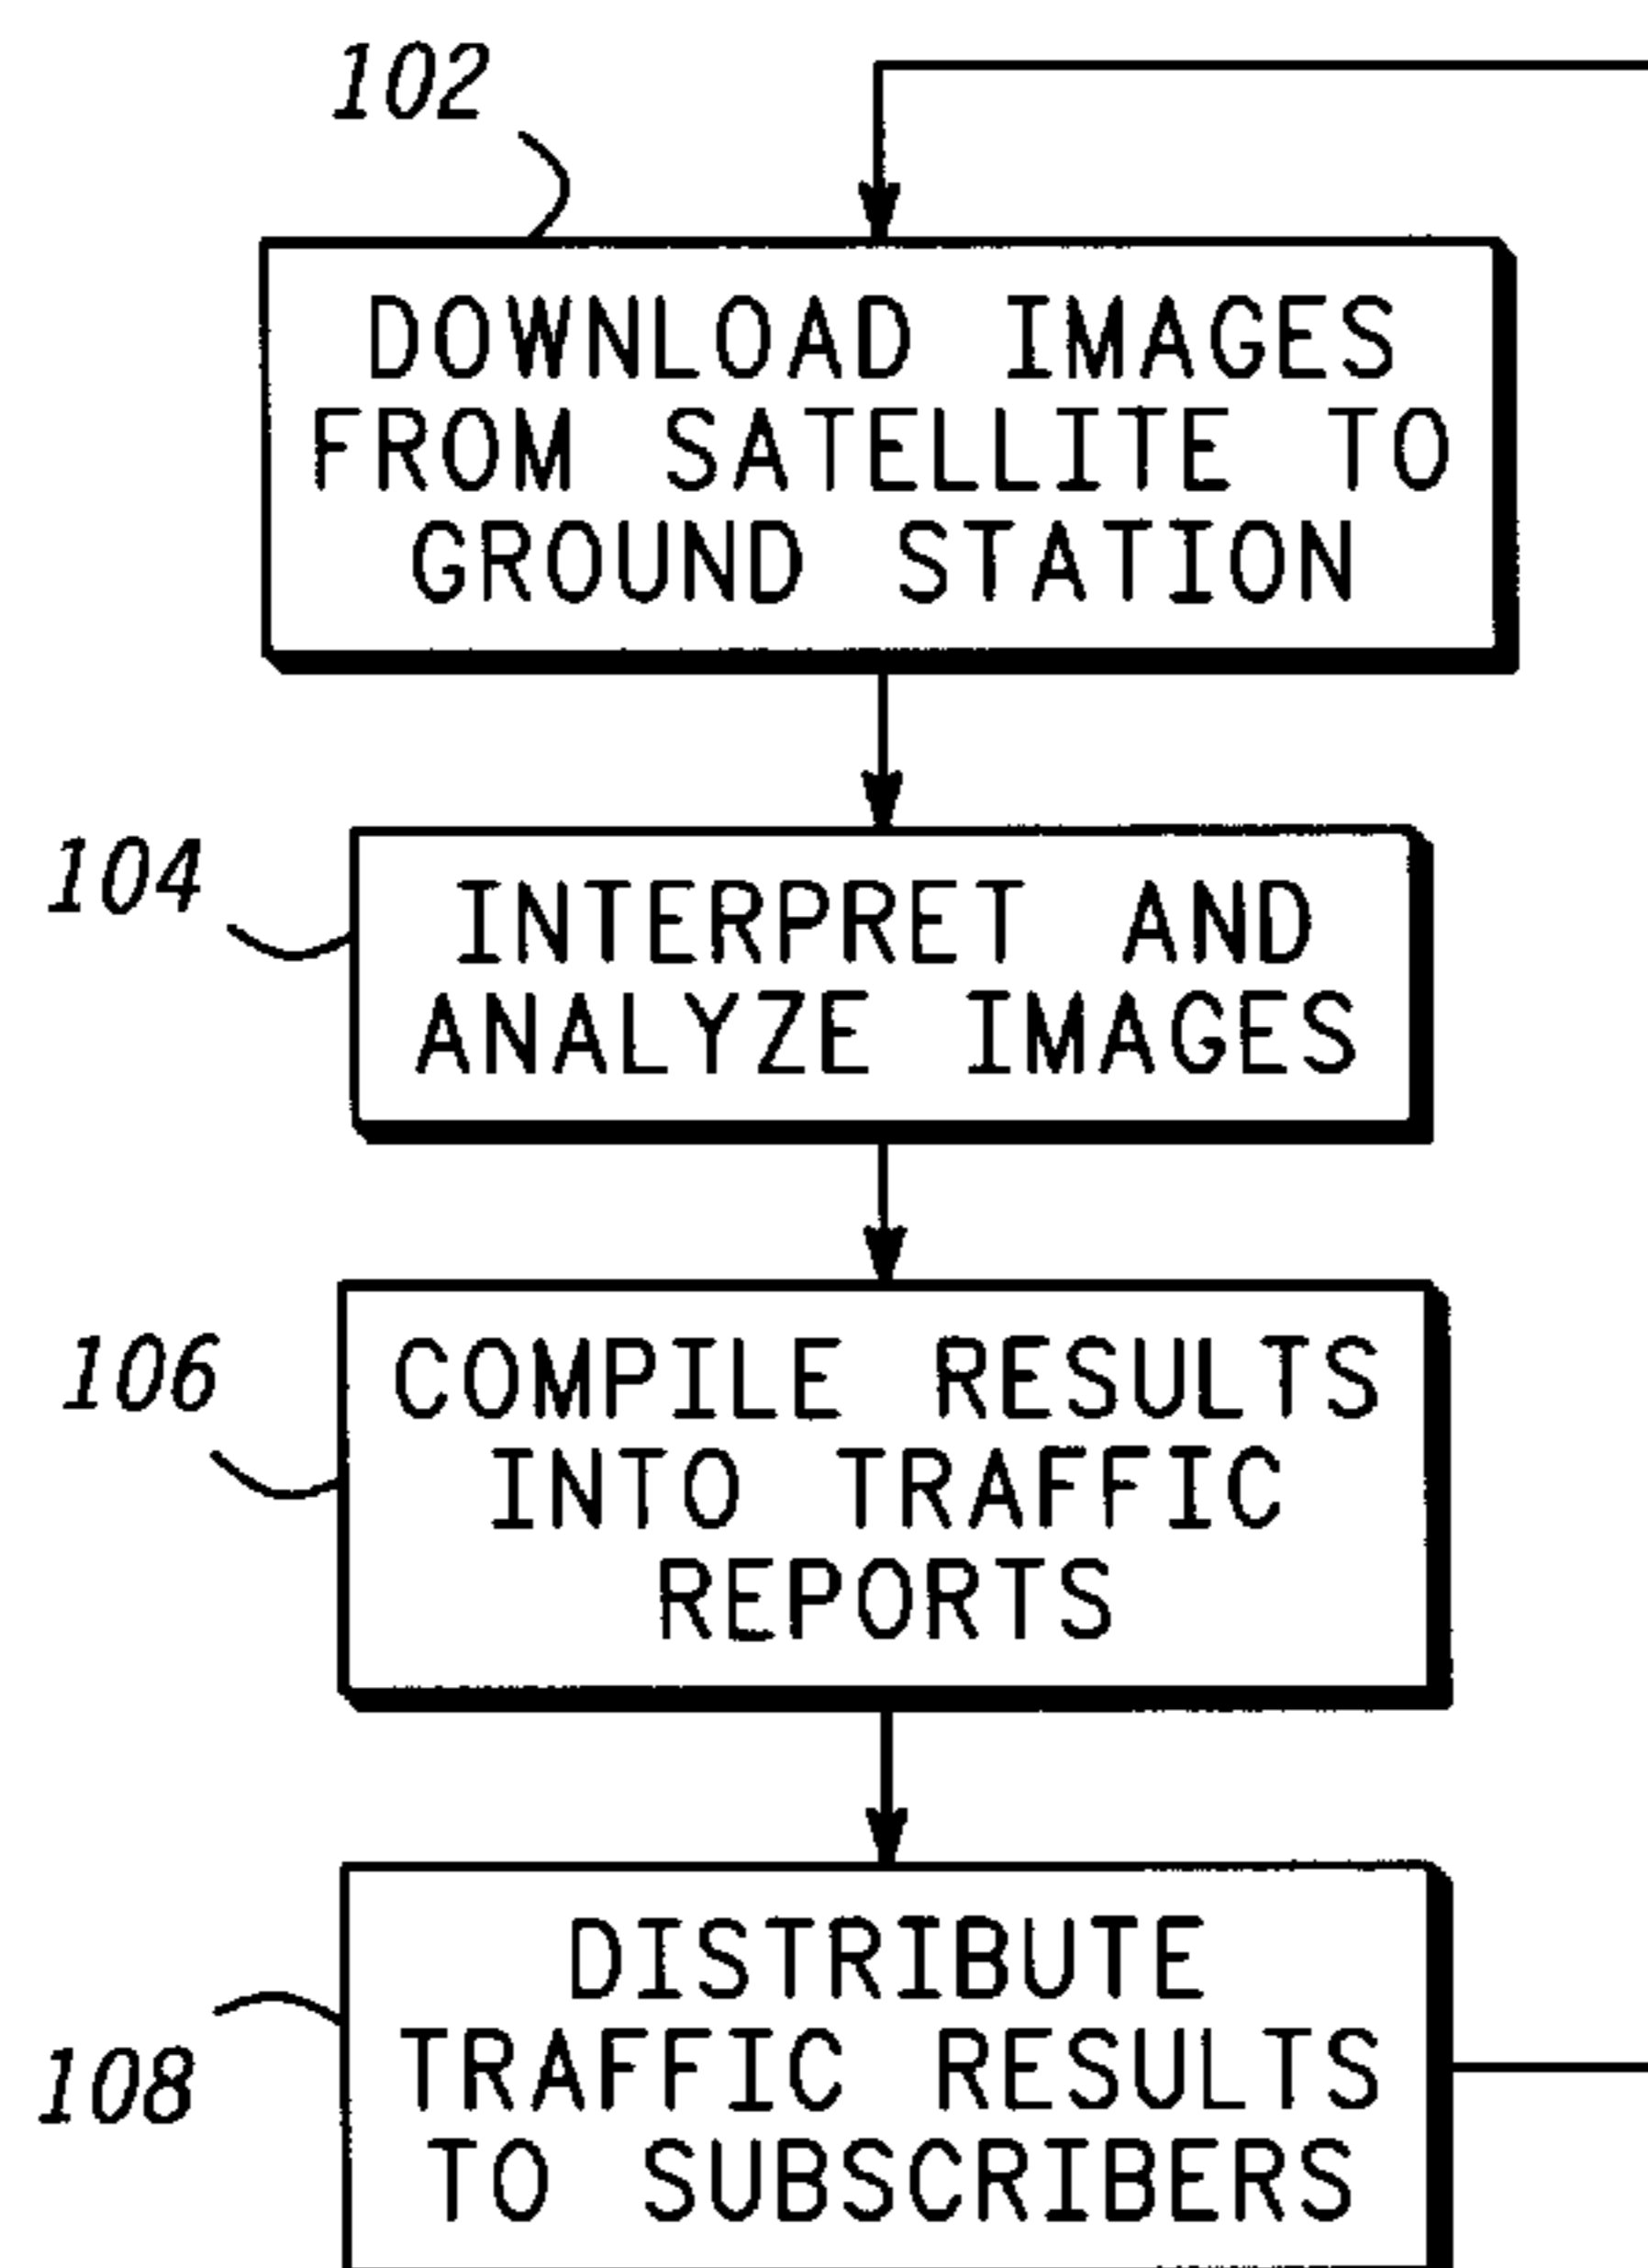 102
DOWNLOAD IMAGES
FROM SATELLITE TO
GROUND STATION
104
INTERPRET AND
ANALYZE IMAGES
106
COMPILE RESULTS
INTO TRAFFIC
REPORTS
108
DISTRIBUTE
TRAFFIC RESULTS
TO SUBSCRIBERS